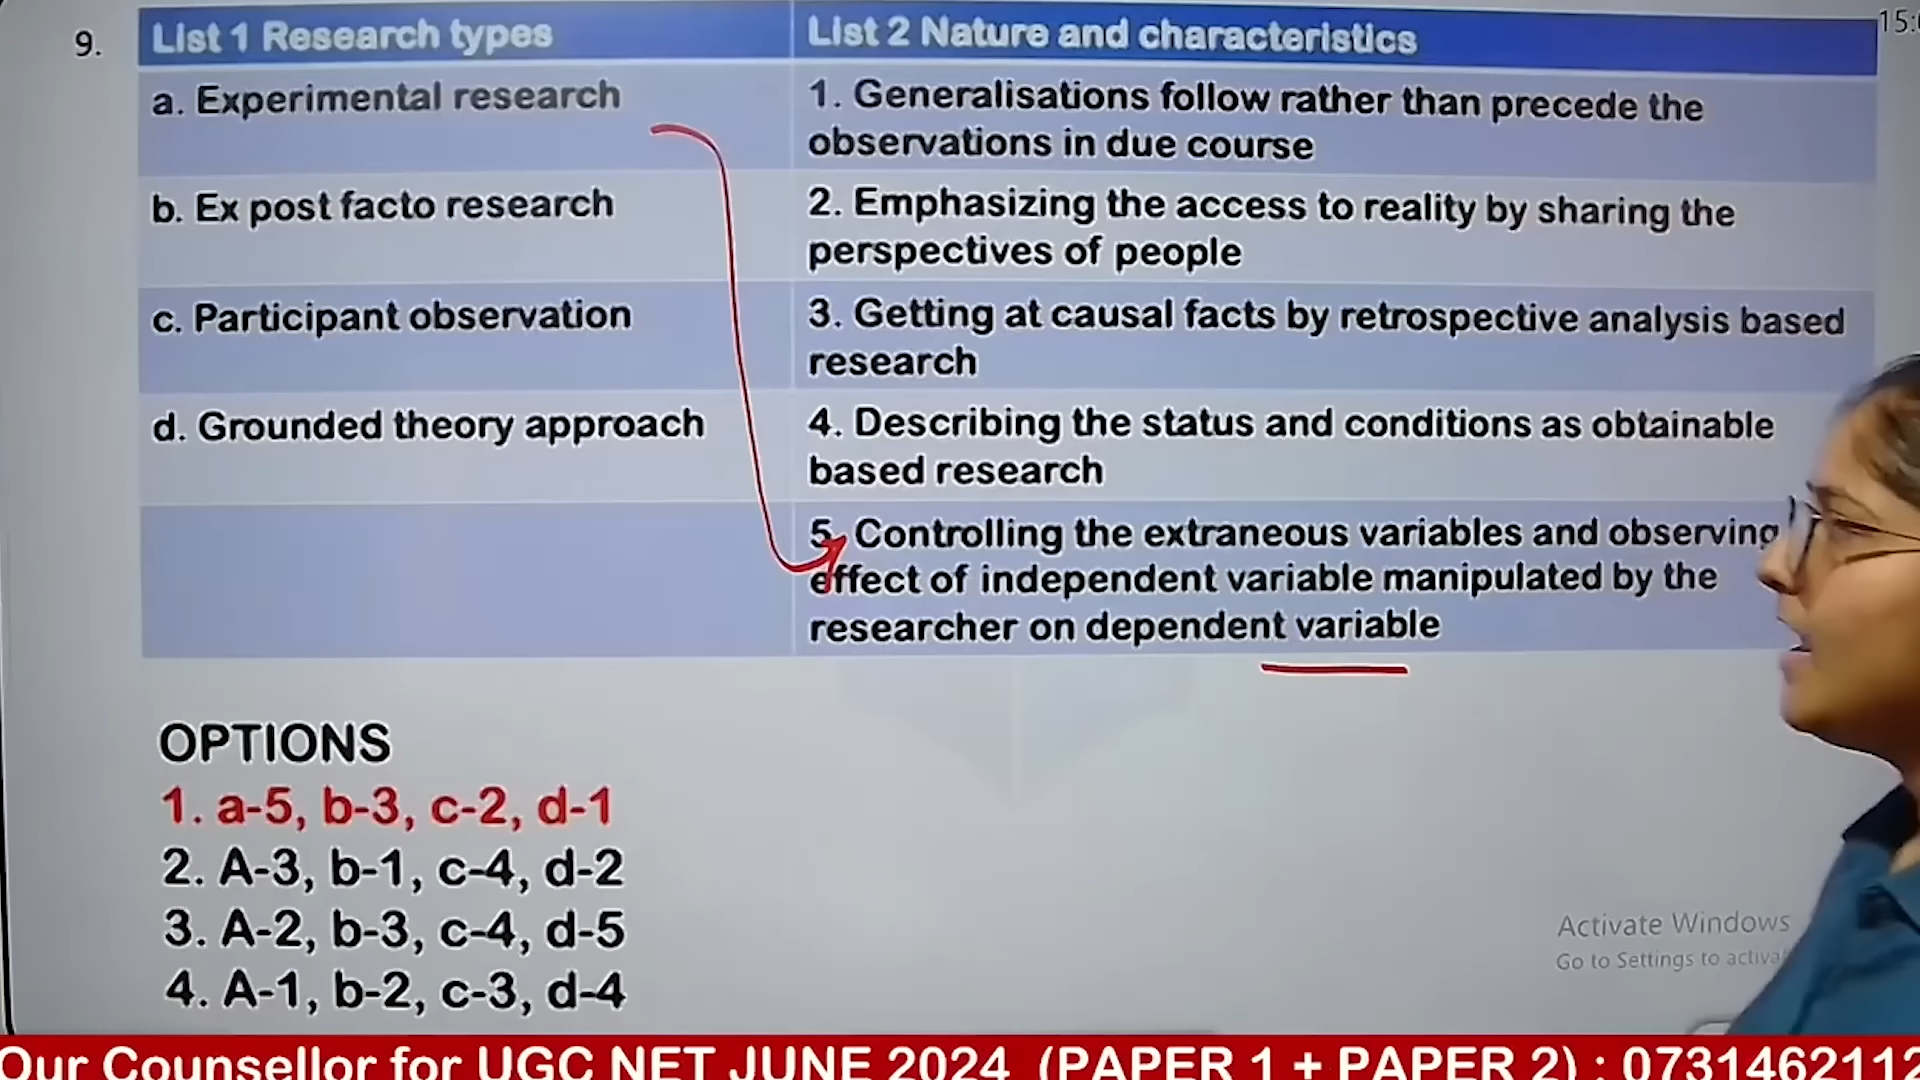 9.
List 1 Research types
List 2 Nature and characteristics
a. Experimental research
1. Generalisations follow rather than precede the
observations in due course
b. Ex post facto research
2. Emphasizing the access to reality by sharing the
perspectives of people
c. Participant observation
3. Getting at causal facts by retrospective analysis based
research
d. Grounded theory approach
4. Describing the status and conditions as obtainable
based research
5. Controlling the extraneous variables and observing
effect of independent variable manipulated by the
researcher on dependent variable
OPTIONS
1. a-5, b-3, c-2, d-1
2. A-3, b-1, c-4, d-2
3. A-2, b-3, c-4, d-5
4. A-1, b-2, c-3, d-4
Activate Windows
Go to Settings to
Our Counsellor for UGC NET JUNE 2024 (PAPER 1 + PAPER 2) : 0731462112